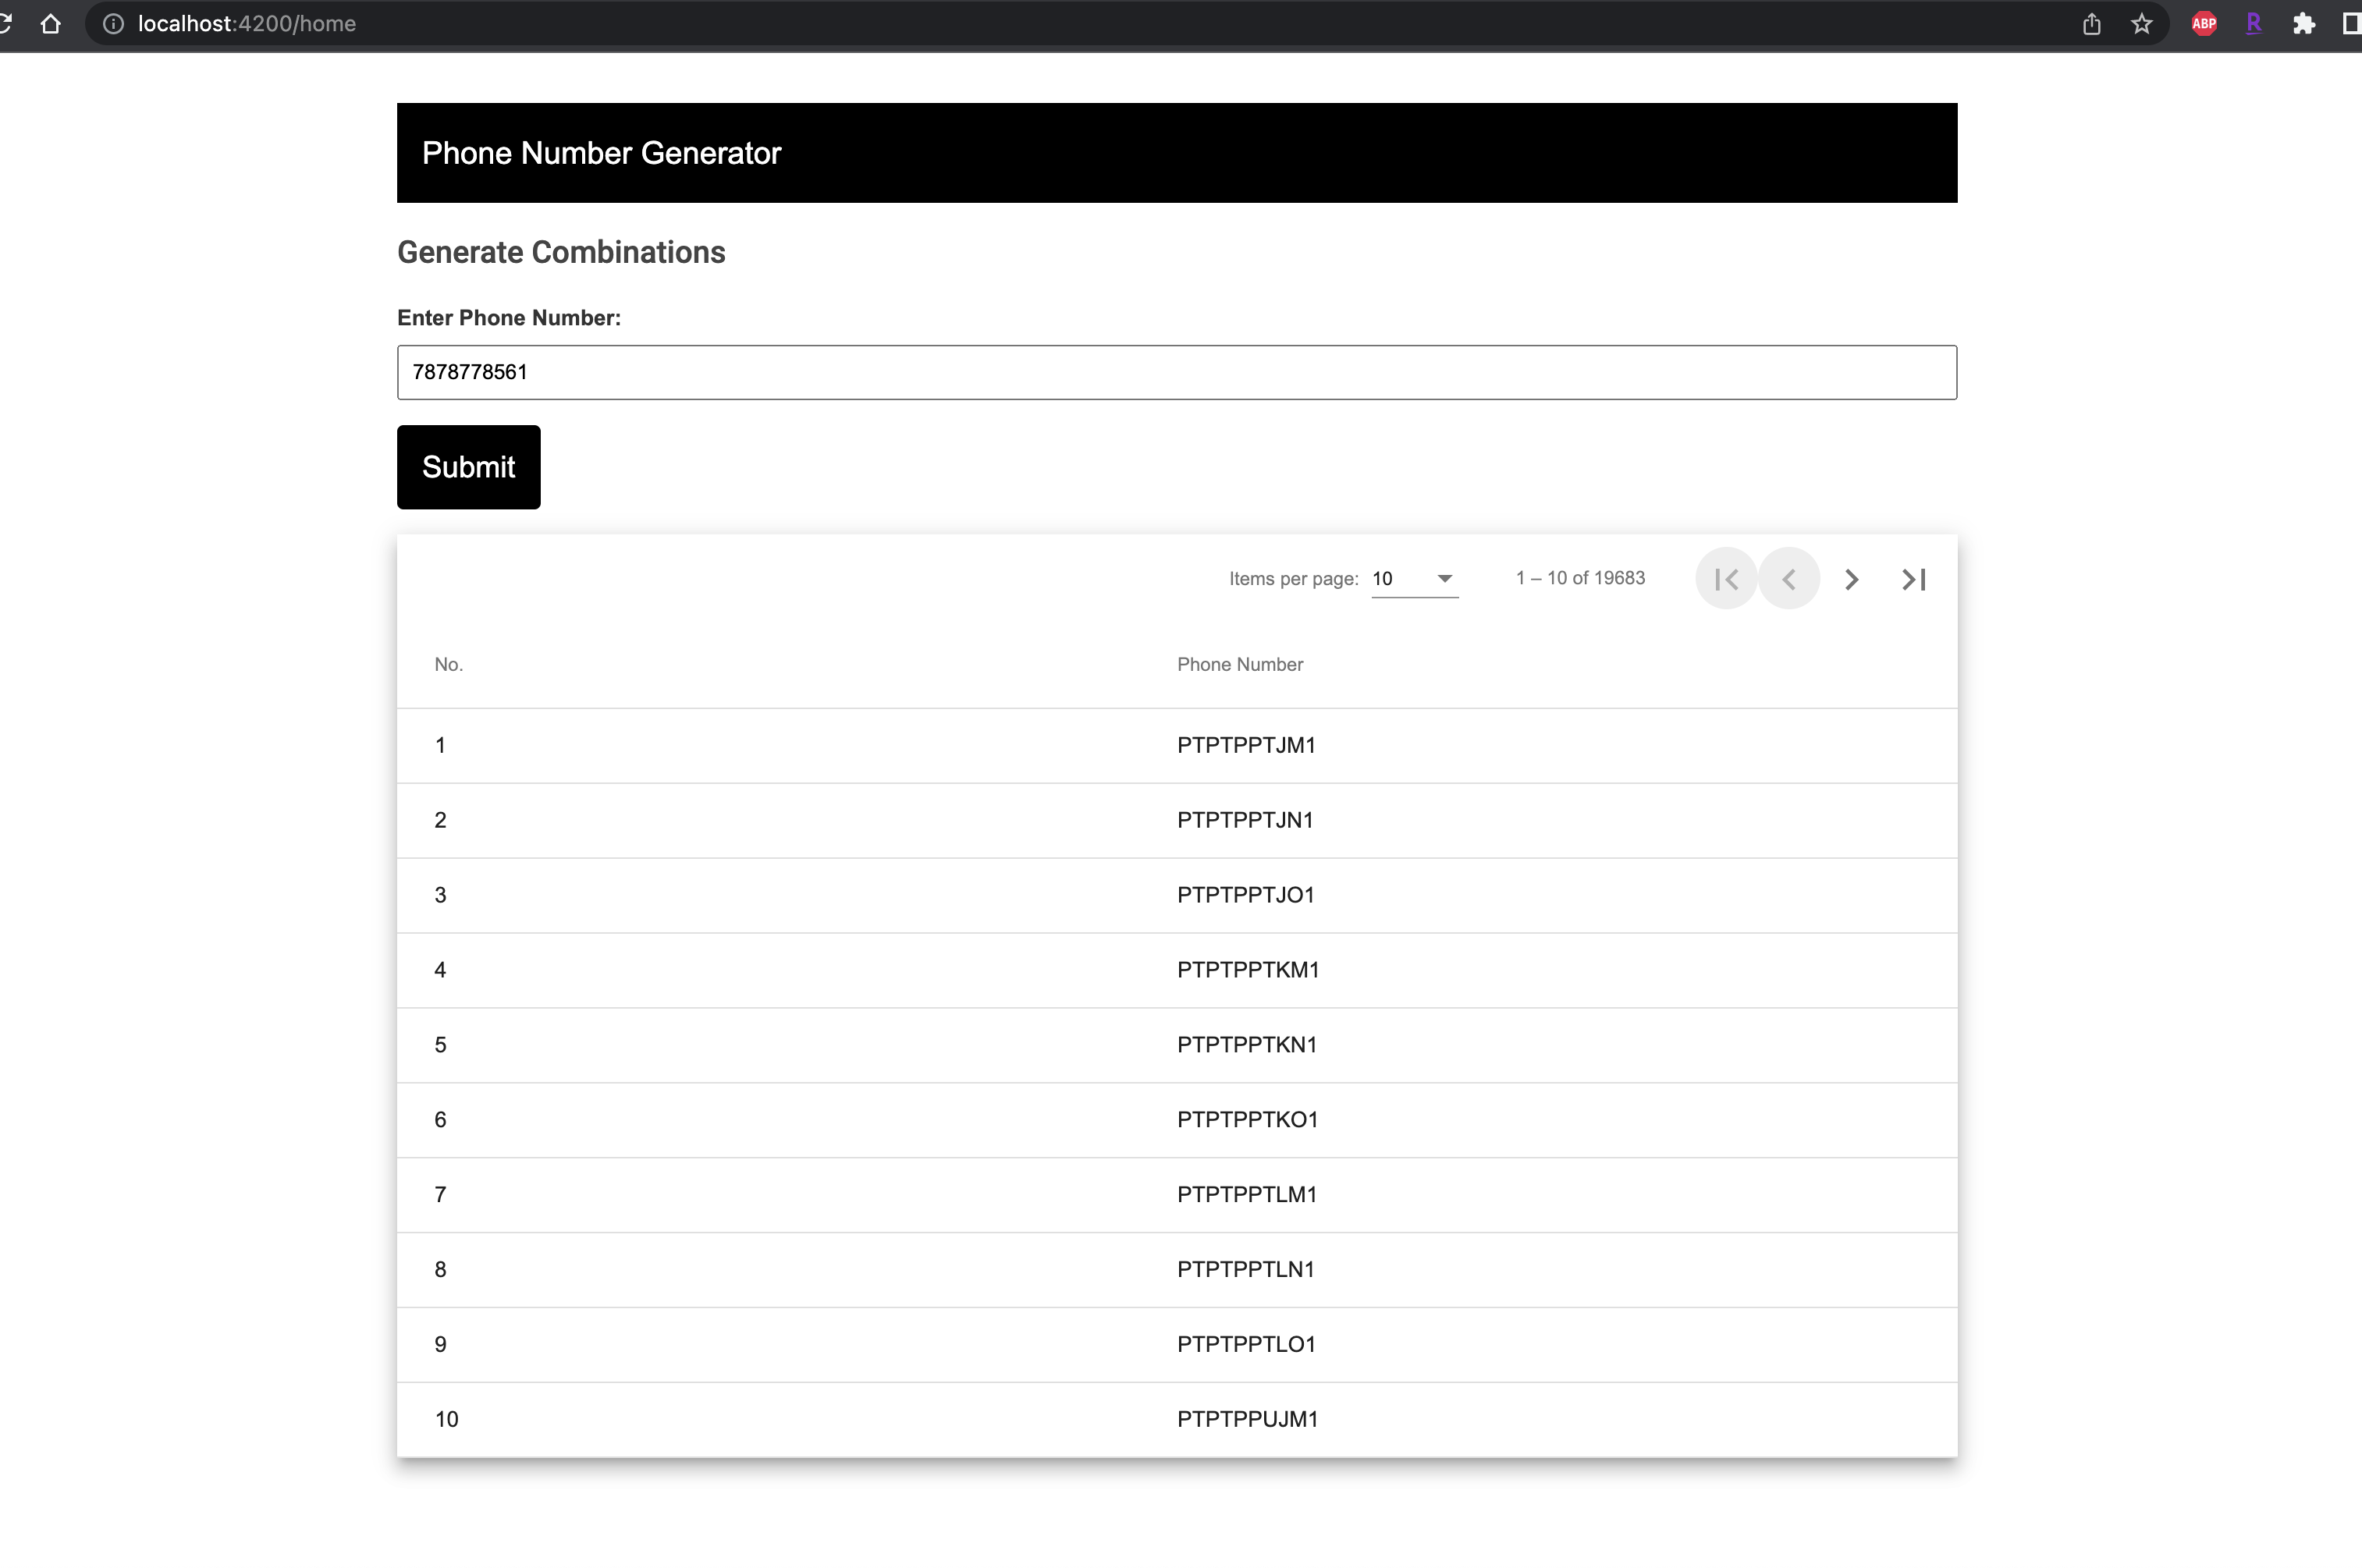 localhost:4200/home
ABP R
Phone Number Generator
Generate Combinations
Enter Phone Number:
7878778561
Submit
Items per page: 10 1 – 10 of 19683
No. Phone Number
1 PTPTPPTJM1
2 PTPTPPTJN1
3 PTPTPPTJO1
4 PTPTPPTKM1
5 PTPTPPTKN1
6 PTPTPPTKO1
7 PTPTPPTLM1
8 PTPTPPTLN1
9 PTPTPPTLO1
10 PTPTPPUJM1